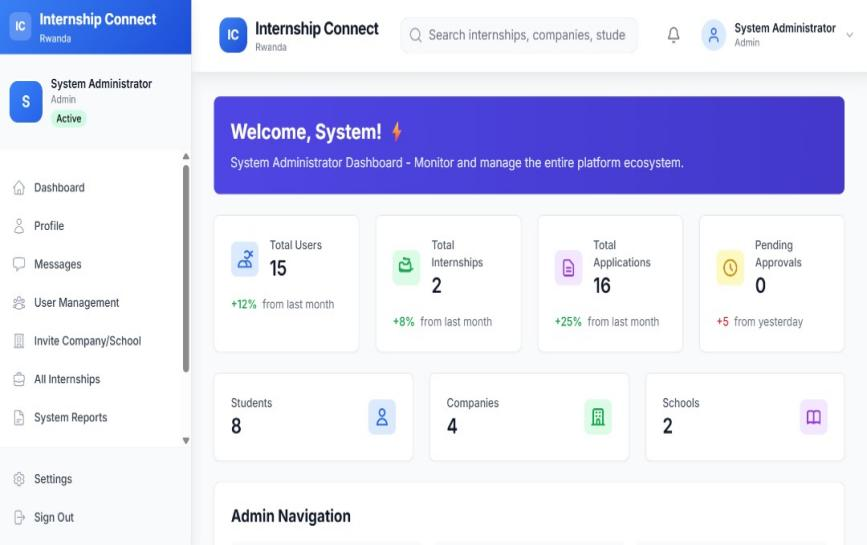 IC
Internship Connect
Rwanda
S
System Administrator
Admin
Active
Dashboard
Profile
Messages
User Management
Invite Company/School
All Internships
System Reports
Settings
Sign Out
IC
Internship Connect
Rwanda
Search internships, companies, stude
System Administrator
Admin
Welcome, System!
System Administrator Dashboard - Monitor and manage the entire platform ecosystem.
Total Users
15
+12% from last month
Total
Internships
2
+8% from last month
Total
Applications
16
+25% from last month
Pending
Approvals
0
+5 from yesterday
Students
8
Companies
4
Schools
2
Admin Navigation